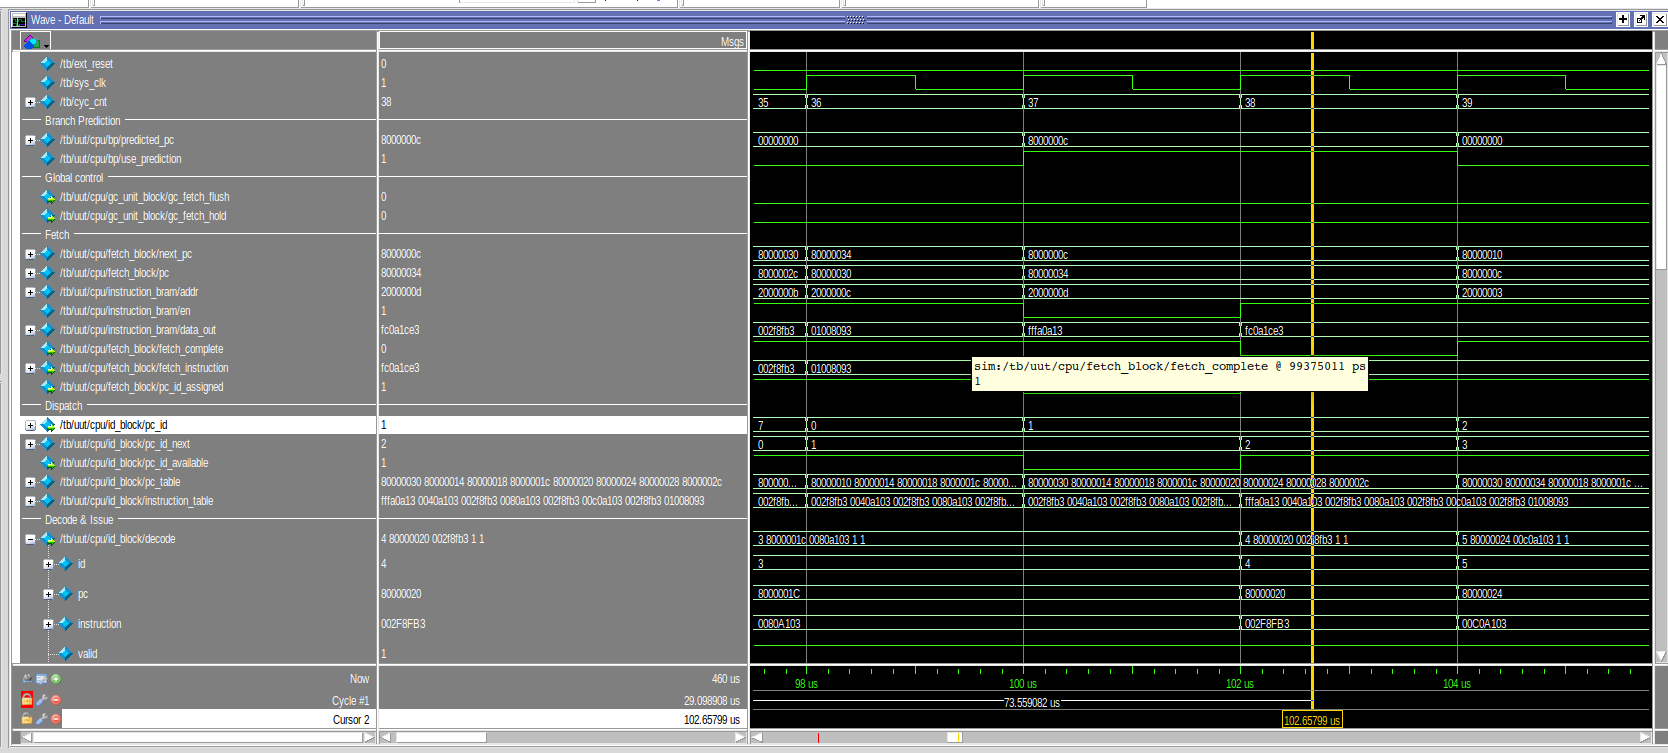 Wave - Default
Msgs
/tb/ext_reset 0
/tb/sys_clk 1
/tb/cyc_cnt 38 35 36 37 38 39
Branch Prediction
/tb/uut/cpu/bp/predicted_pc 8000000c 00000000 8000000c 00000000
/tb/uut/cpu/bp/use_prediction 1
Global control
/tb/uut/cpu/gc_unit_block/gc_fetch_flush 0
/tb/uut/cpu/gc_unit_block/gc_fetch_hold 0
Fetch
/tb/uut/cpu/fetch_block/next_pc 8000000c 80000030 80000034 8000000c 80000010
/tb/uut/cpu/fetch_block/pc 80000034 8000002c 80000030 80000034 8000000c
/tb/uut/cpu/instruction_bram/addr 2000000d 2000000b 2000000c 2000000d 20000003
/tb/uut/cpu/instruction_bram/en 1
/tb/uut/cpu/instruction_bram/data_out fc0a1ce3 002f8fb3 01008093 fffa0a13 fc0a1ce3
/tb/uut/cpu/fetch_block/fetch_complete 0
/tb/uut/cpu/fetch_block/fetch_instruction fc0a1ce3 002f8fb3 01008093
sim:/tb/uut/cpu/fetch_block/fetch_complete @ 99375011 ps
1
/tb/uut/cpu/fetch_block/pc_id_assigned 1
Dispatch
/tb/uut/cpu/id_block/pc_id 1 7 0 1 2
/tb/uut/cpu/id_block/pc_id_next 2 0 1 2 3
/tb/uut/cpu/id_block/pc_id_available 1
/tb/uut/cpu/id_block/pc_table 80000030 80000014 80000018 8000001c 80000020 80000024 80000028 8000002c 800000... 80000010 80000014 80000018 8000001c 80000... 80000030 80000014 80000018 8000001c 80000020 80000024 80000028 8000002c 80000030 80000034 80000018 8000001c ...
/tb/uut/cpu/id_block/instruction_table fffa0a13 0040a103 002f8fb3 0080a103 002f8fb3 00c0a103 002f8fb3 01008093 002f8fb... 002f8fb3 0040a103 002f8fb3 0080a103 002f8fb... 002f8fb3 0040a103 002f8fb3 0080a103 002f8fb... fffa0a13 0040a103 002f8fb3 0080a103 002f8fb3 00c0a103 002f8fb3 01008093
Decode & Issue
/tb/uut/cpu/id_block/decode 4 80000020 002f8fb3 1 1 3 8000001c 0080a103 1 1 4 80000020 002f8fb3 1 1 5 80000024 00c0a103 1 1
id 4 3 4 5
pc 80000020 8000001C 80000020 80000024
instruction 002F8FB3 0080A103 002F8FB3 00C0A103
valid 1
Now 460 us 98 us 100 us 102 us 104 us
Cycle #1 29.098908 us 73.559082 us
Cursor 2 102.65799 us 102.65799 us